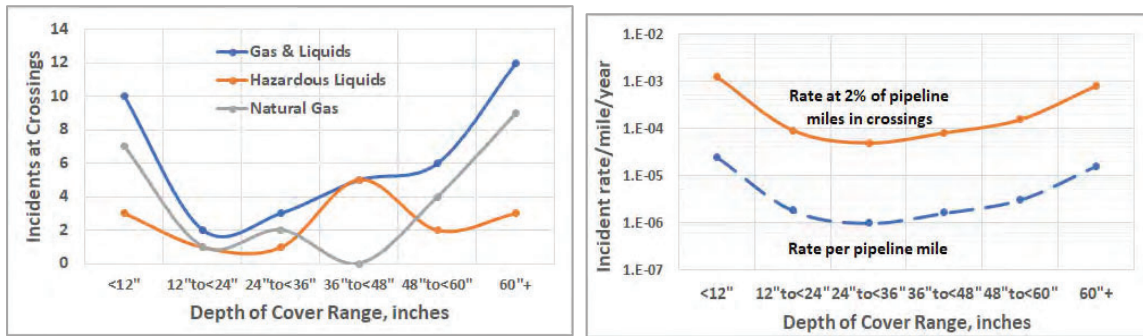 Incidents at Crossings
14
12
10
8
6
4
2
0
Gas & Liquids
Hazardous Liquids
Natural Gas
<12" 12"to<24" 24"to<36" 36"to<48" 48"to<60" 60"+
Depth of Cover Range, inches
Incident rate/mile/year
1.E-02
1.E-03
1.E-04
1.E-05
1.E-06
1.E-07
Rate at 2% of pipeline
miles in crossings
Rate per pipeline mile
<12" 12"to<24" 24"to<36" 36"to<48" 48"to<60" 60"+
Depth of Cover Range, inches